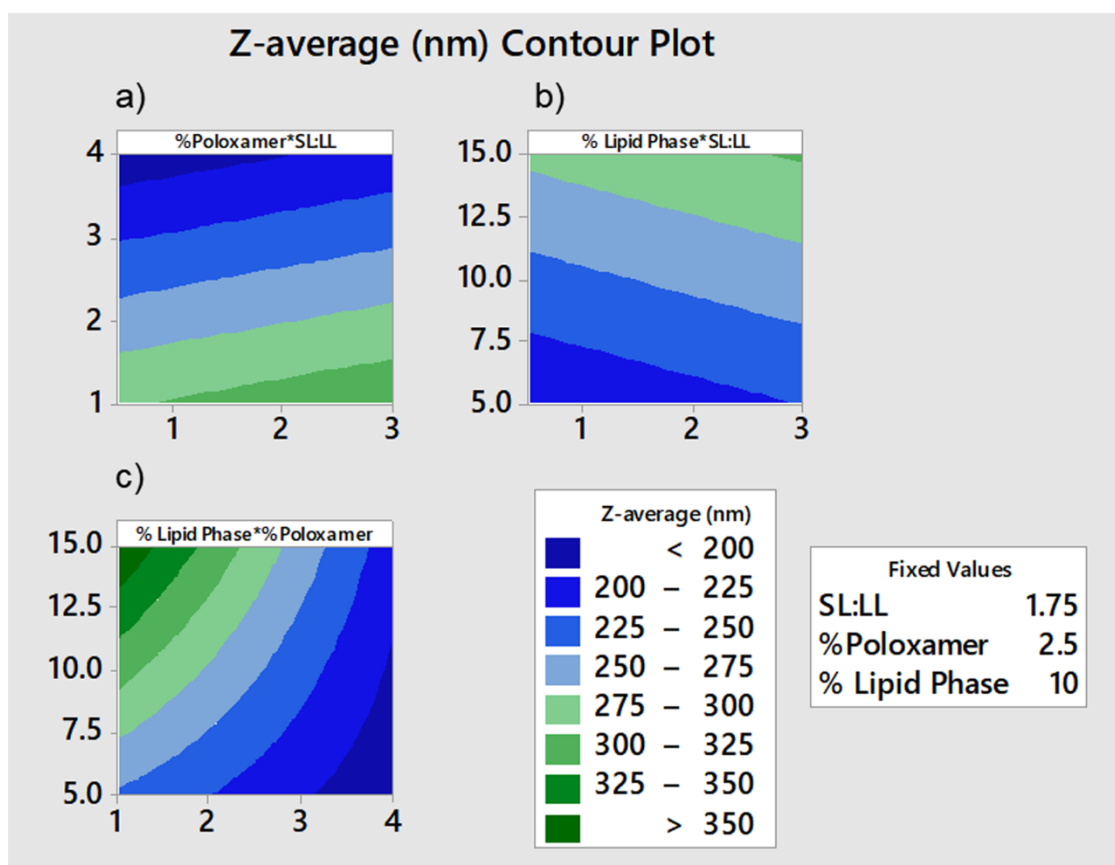 Z-average (nm) Contour Plot
a)
%Poloxamer*SL:LL
4
3
2
1
1 2 3
b)
% Lipid Phase*SL:LL
15.0
12.5
10.0
7.5
5.0
1 2 3
c)
% Lipid Phase*%Poloxamer
15.0
12.5
10.0
7.5
5.0
1 2 3 4
Z-average (nm)
< 200
200 – 225
225 – 250
250 – 275
275 – 300
300 – 325
325 – 350
> 350
Fixed Values
SL:LL 1.75
%Poloxamer 2.5
% Lipid Phase 10